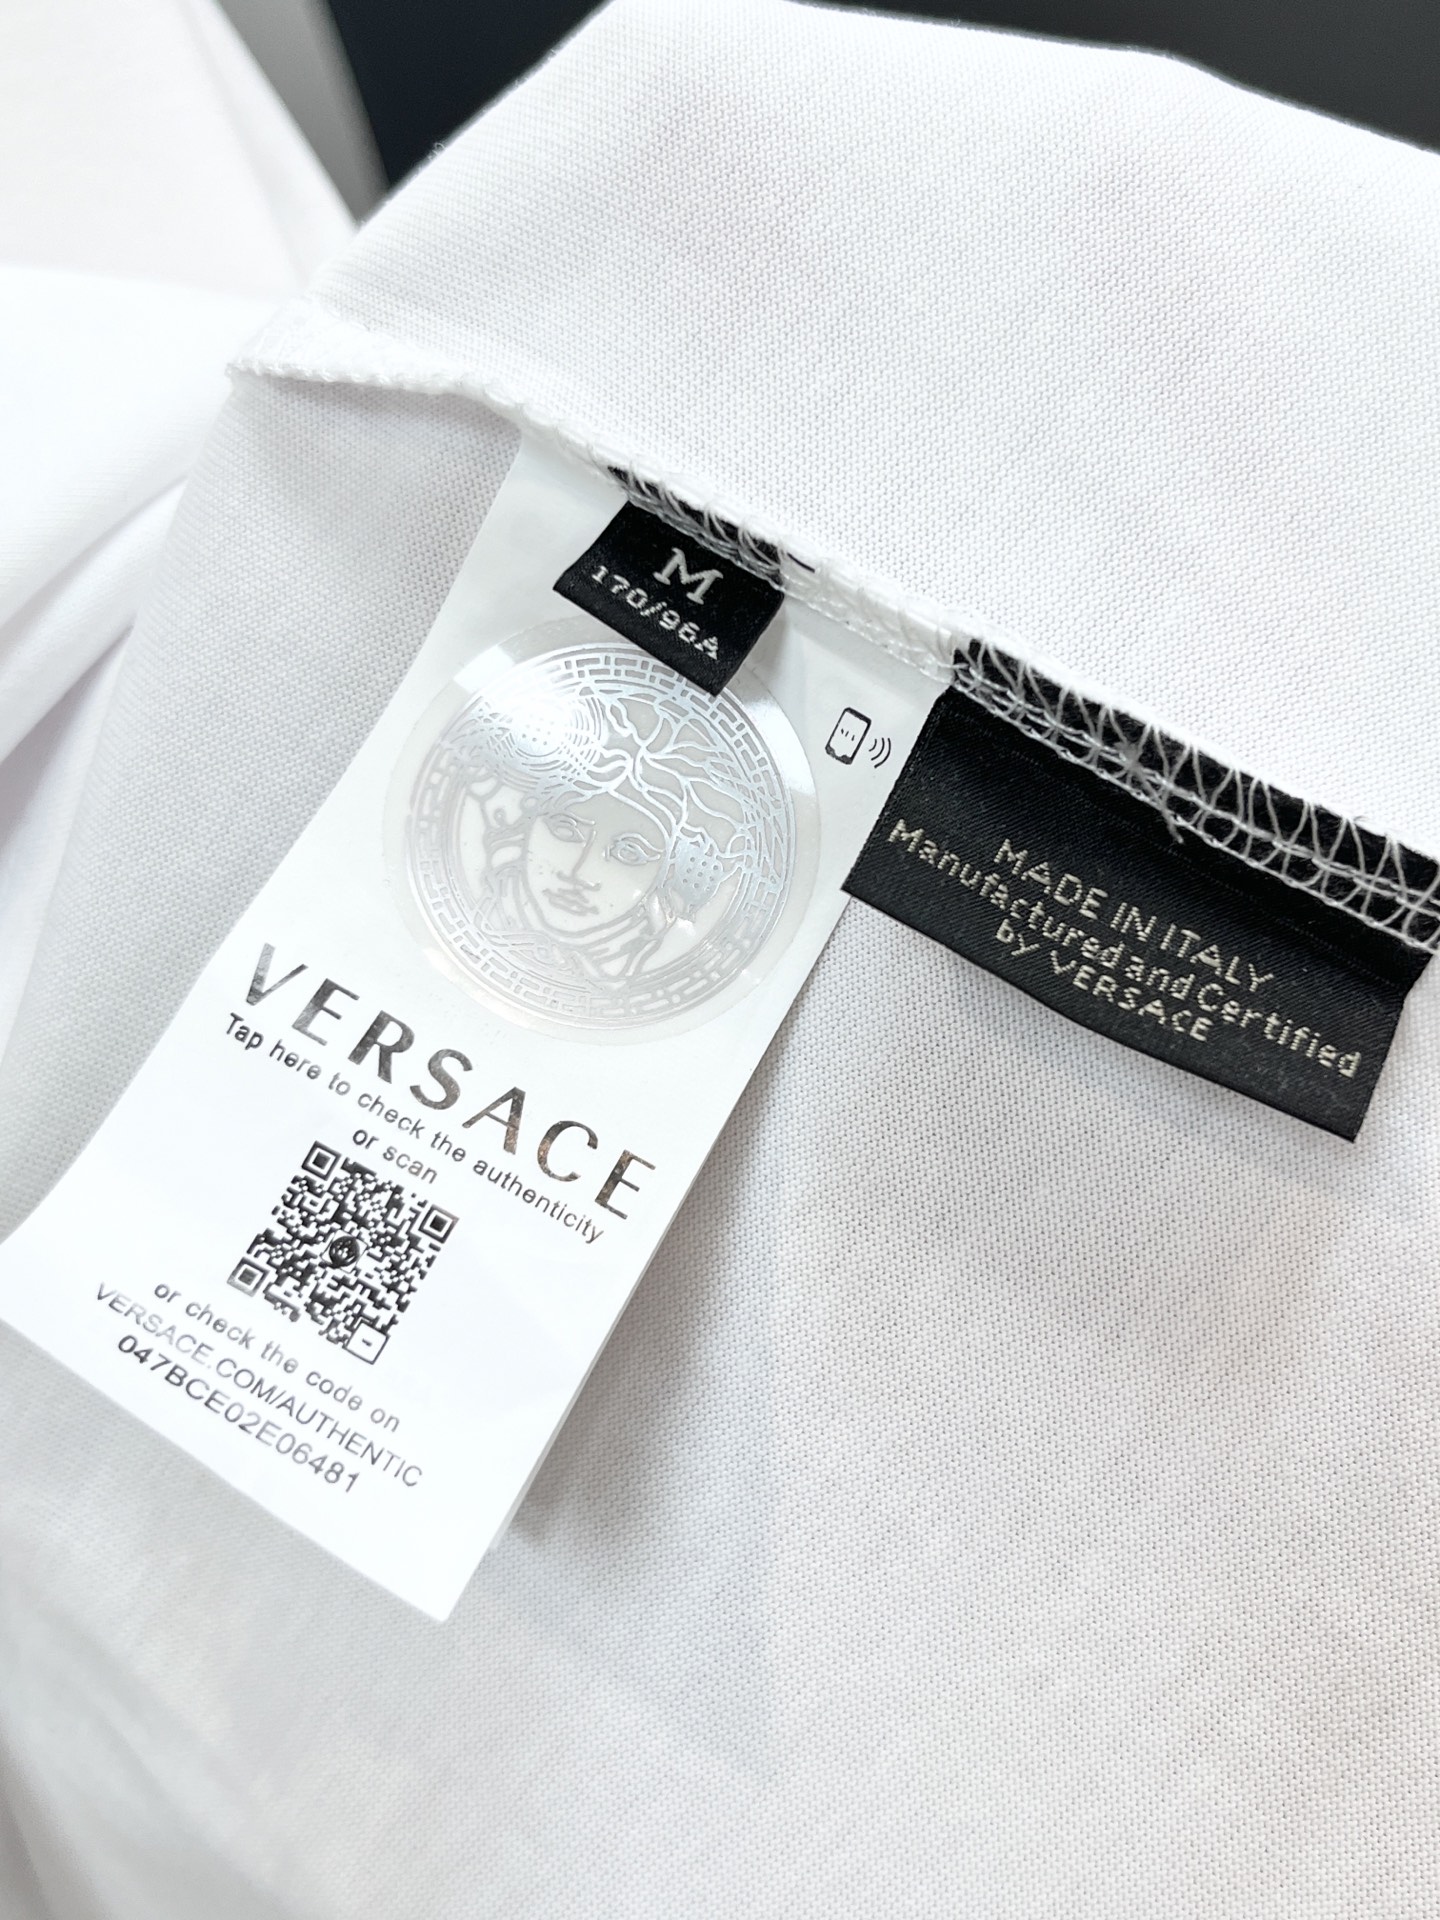 M
170/96A
MADE IN ITALY
Manufactured and Certified
by VERSACE
VERSACE
Tap here to check the authenticity
or scan
or check the code on
VERSACE.COM/AUTHENTIC
047BCE02E06481